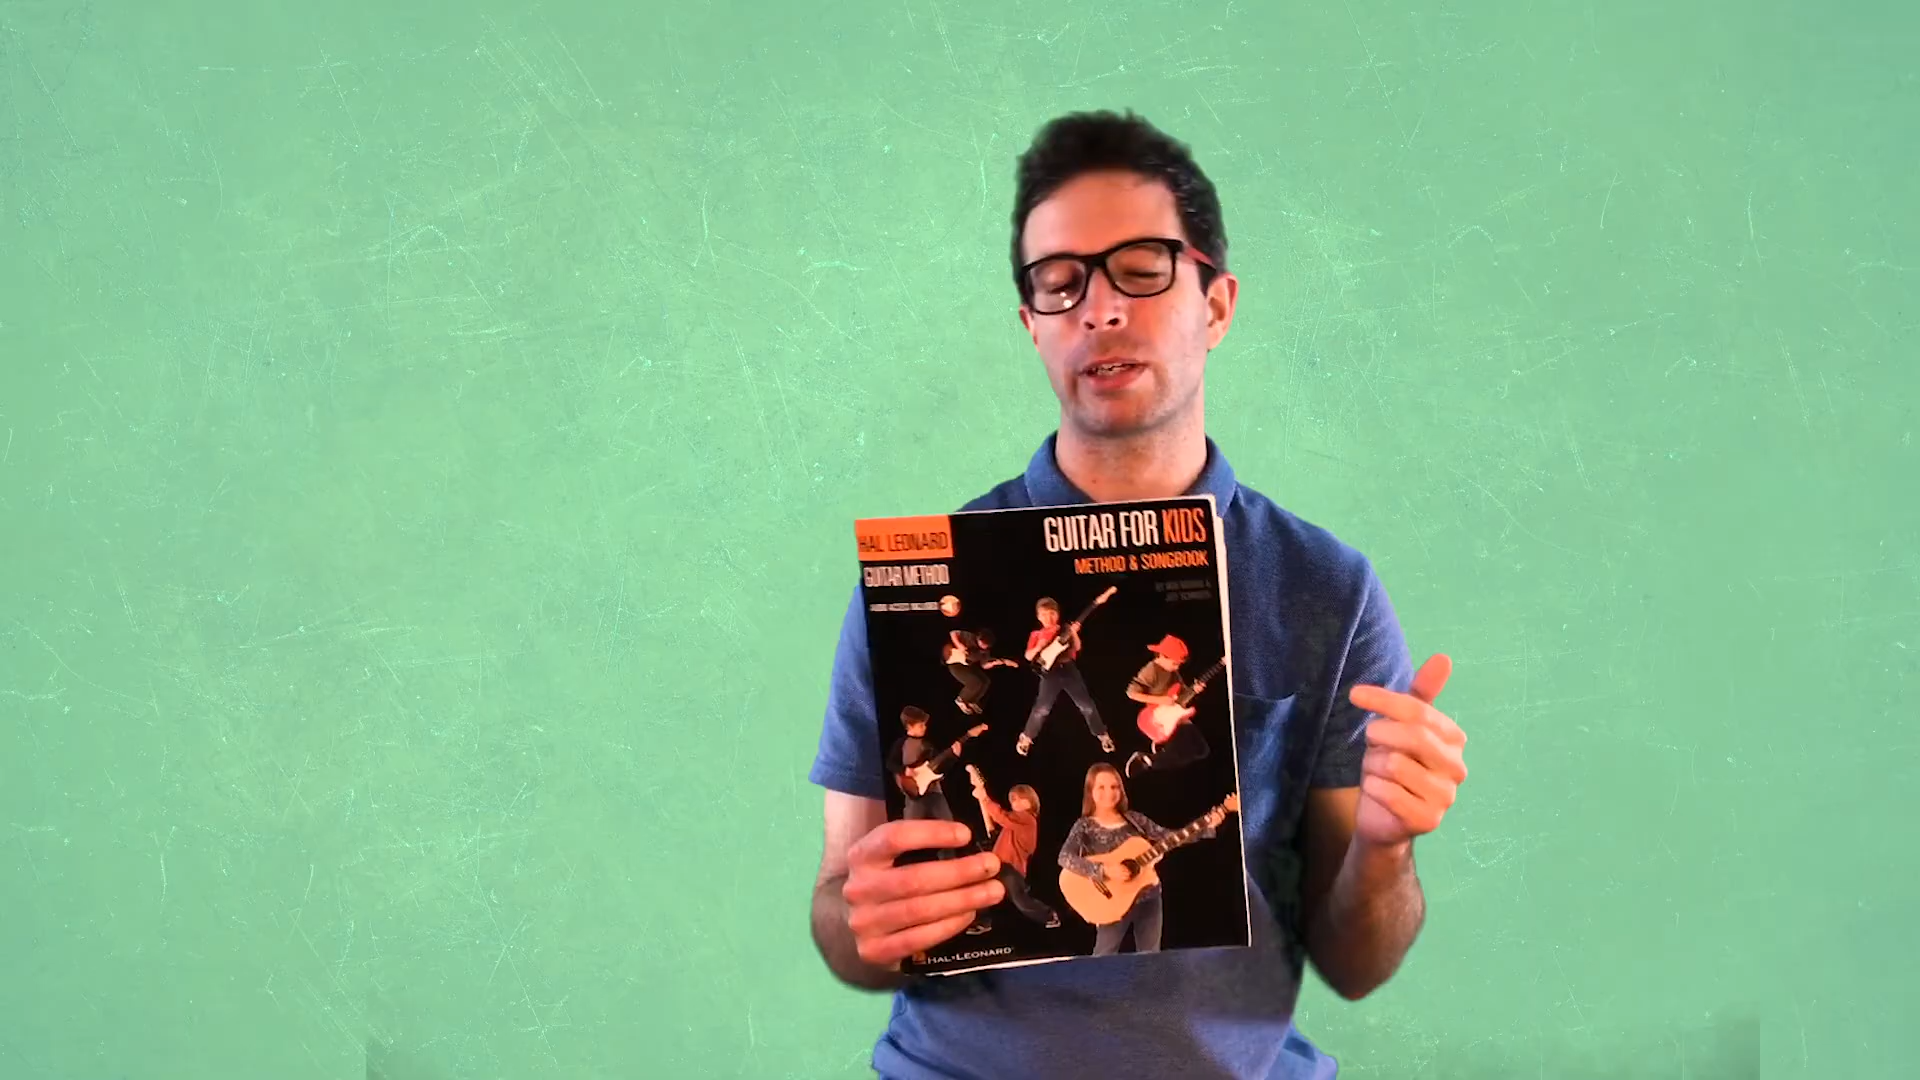 HAL LEONARD
GUITAR METHOD
GUITAR FOR KIDS
METHOD & SONGBOOK
HAL•LEONARD